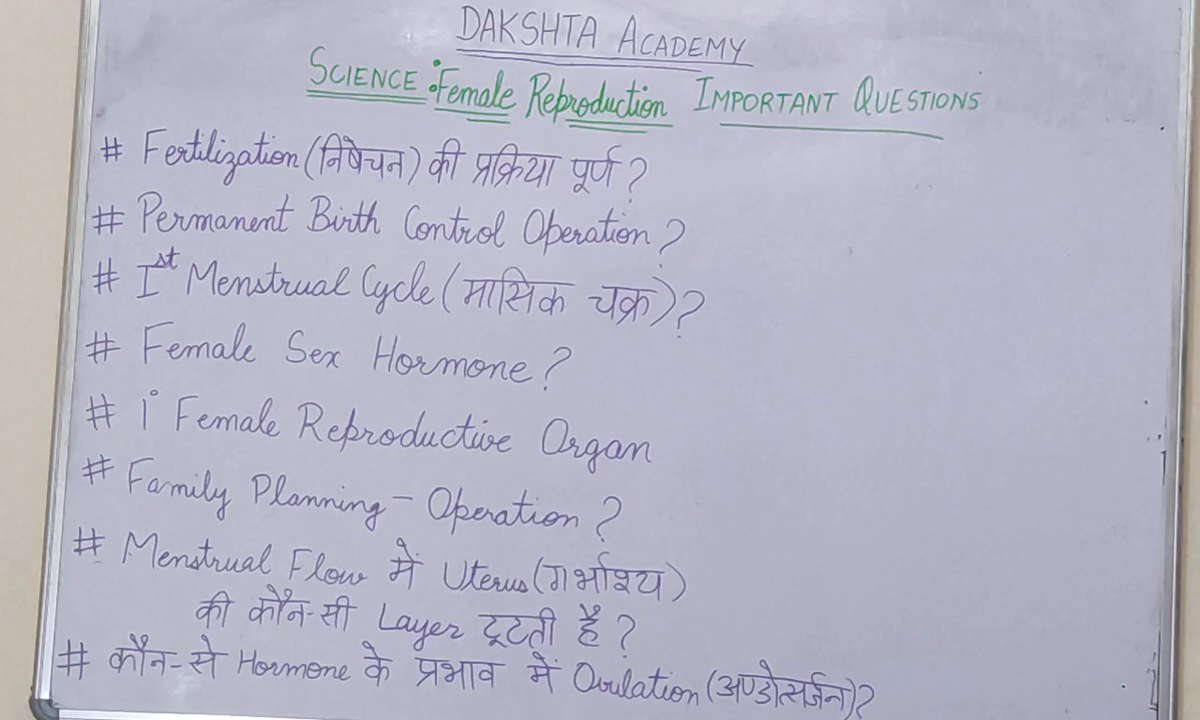 DAKSHTA ACADEMY
SCIENCE : Female Reproduction IMPORTANT QUESTIONS
# Fertilization (निषेचन) की प्रक्रिया पूर्ण ?
# Permanent Birth Control Operation ?
# Ist Menstrual Cycle (मासिक चक्र) ?
# Female Sex Hormone ?
# 1° Female Reproductive Organ
# Family Planning - Operation ?
# Menstrual Flow में Uterus (गर्भाश्य)
की कौन-सी Layer टूटती है ?
# कौन-से Hormone के प्रभाव में Ovulation (अण्डोत्सर्जन) ?